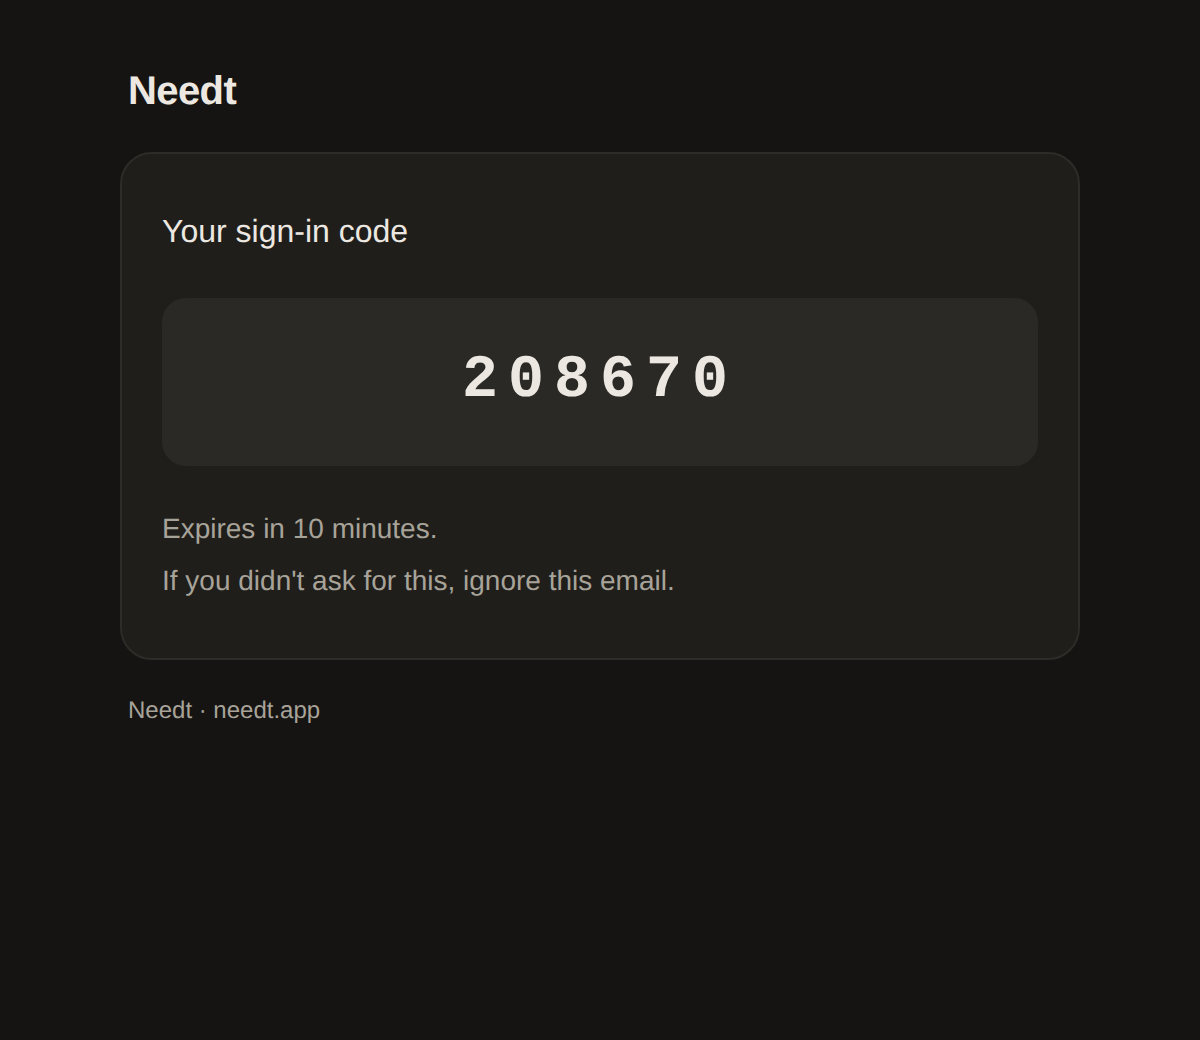 Needt
Your sign-in code
208670
Expires in 10 minutes.
If you didn't ask for this, ignore this email.
Needt · needt.app